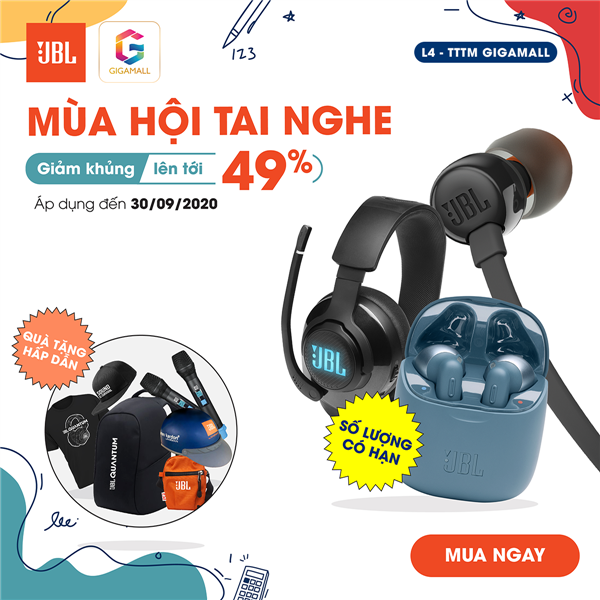 JBL
GIGAMALL
123
L4 - TTTM GIGAMALL
MÙA HỘI TAI NGHE
Giảm khủng lên tới 49%
Áp dụng đến 30/09/2020
JBL
JBL
QUÀ TẶNG
HẤP DẪN
SỐ LƯỢNG
CÓ HẠN
JBL
JBL QUANTUM
JBL
MUA NGAY